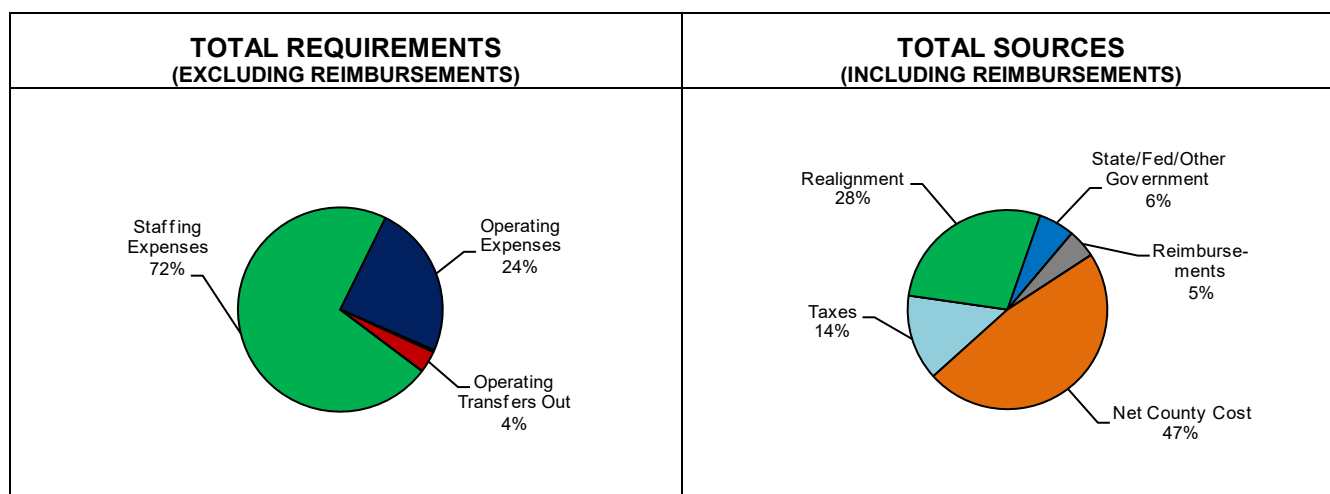 TOTAL REQUIREMENTS
(EXCLUDING REIMBURSEMENTS)
Staffing
Expenses
72%
Operating
Expenses
24%
Operating
Transfers Out
4%
TOTAL SOURCES
(INCLUDING REIMBURSEMENTS)
Realignment
28%
State/Fed/Other
Government
6%
Reimburse-
ments
5%
Taxes
14%
Net County Cost
47%